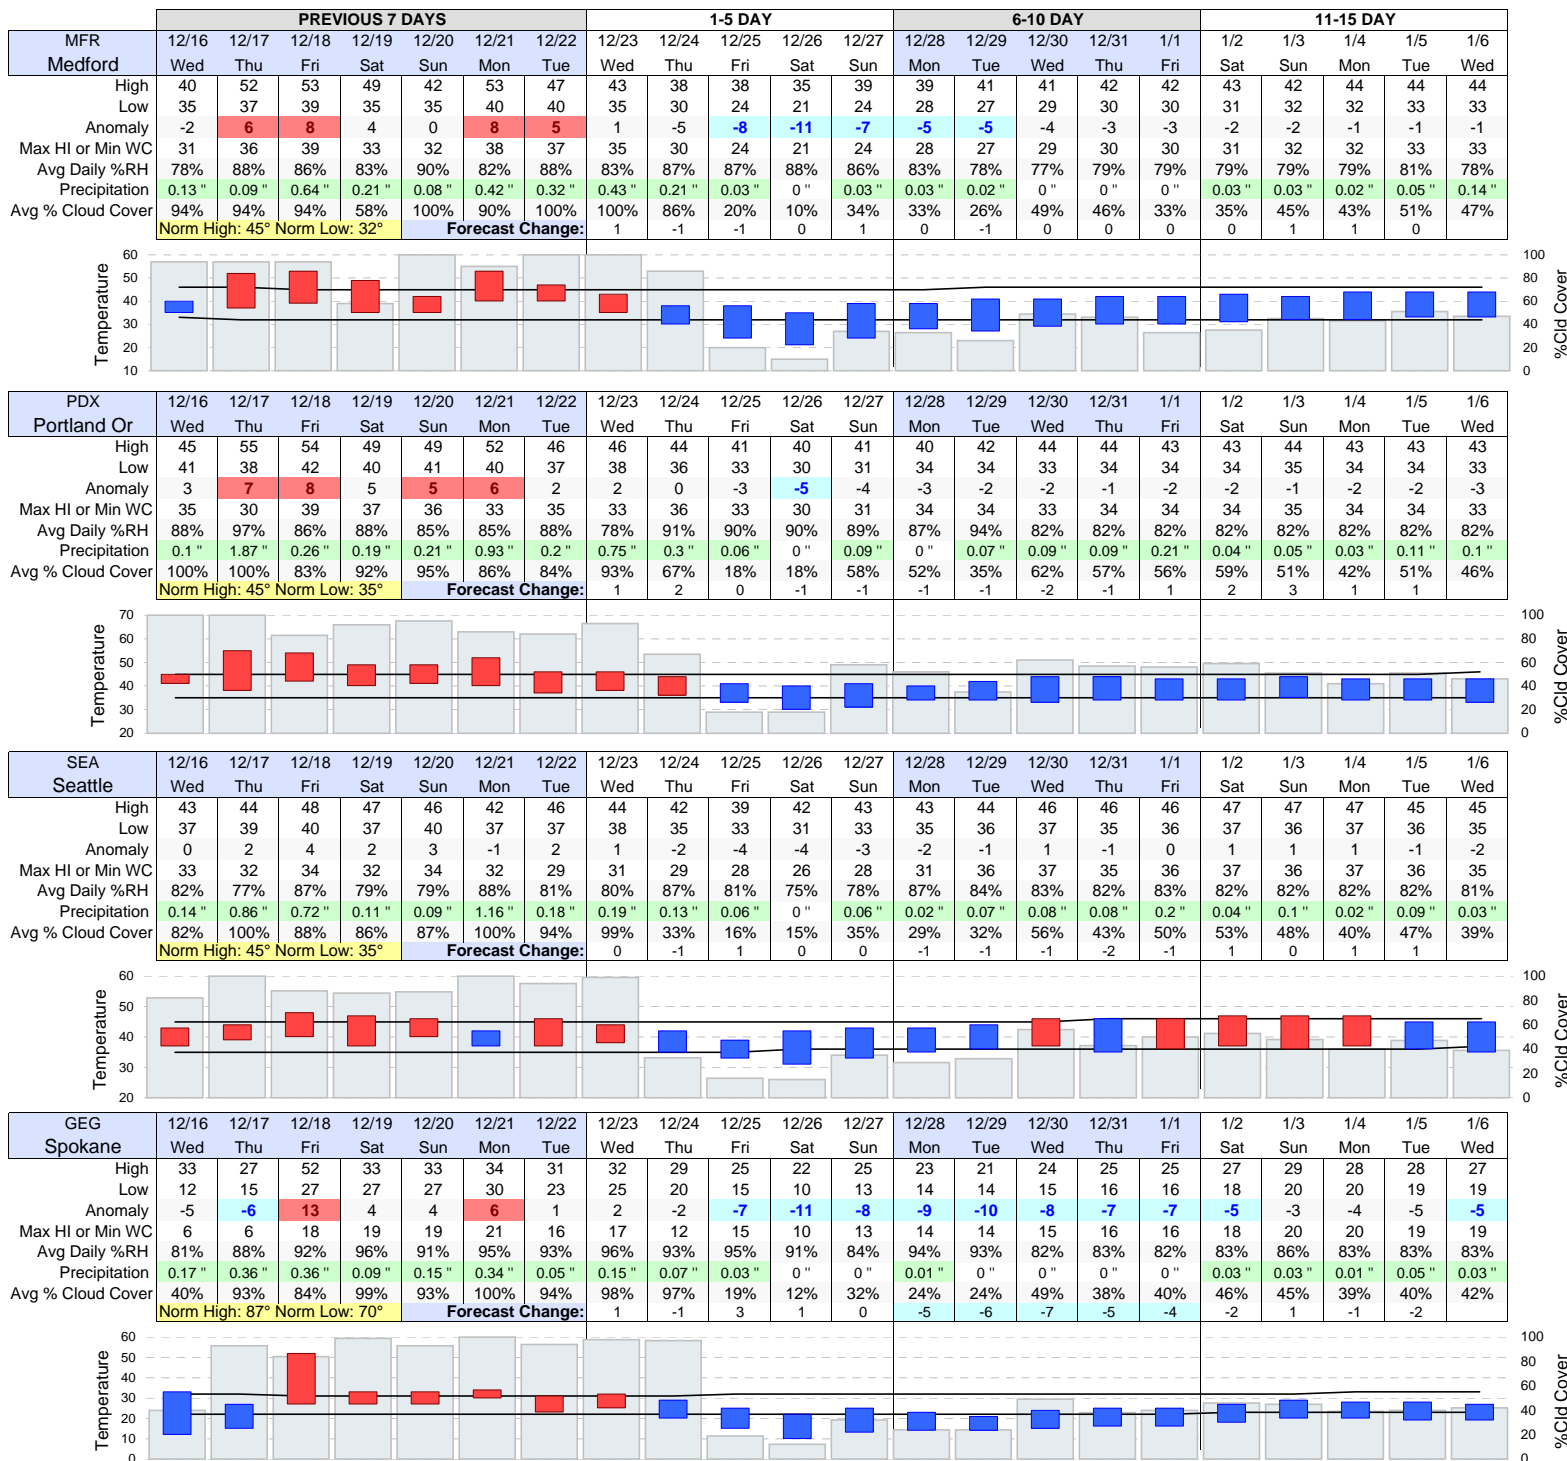 PREVIOUS 7 DAYS 1-5 DAY 6-10 DAY 11-15 DAY
MFR 12/16 12/17 12/18 12/19 12/20 12/21 12/22 12/23 12/24 12/25 12/26 12/27 12/28 12/29 12/30 12/31 1/1 1/2 1/3 1/4 1/5 1/6
Medford Wed Thu Fri Sat Sun Mon Tue Wed Thu Fri Sat Sun Mon Tue Wed Thu Fri Sat Sun Mon Tue Wed
High 40 52 53 49 42 53 47 43 38 38 35 39 39 41 41 42 42 43 42 44 44 44
Low 35 37 39 35 35 40 40 35 30 24 21 24 28 27 29 30 30 31 32 32 33 33
Anomaly -2 6 8 4 0 8 5 1 -5 -8 -11 -7 -5 -5 -4 -3 -3 -2 -2 -1 -1 -1
Max HI or Min WC 31 36 39 33 32 38 37 35 30 24 21 24 28 27 29 30 30 31 32 32 33 33
Avg Daily %RH 78% 88% 86% 83% 90% 82% 88% 83% 87% 87% 88% 86% 83% 78% 77% 79% 79% 79% 79% 79% 81% 78%
Precipitation 0.13 " 0.09 " 0.64 " 0.21 " 0.08 " 0.42 " 0.32 " 0.43 " 0.21 " 0.03 " 0 " 0.03 " 0.03 " 0.02 " 0 " 0 " 0 " 0.03 " 0.03 " 0.02 " 0.05 " 0.14 "
Avg % Cloud Cover 94% 94% 94% 58% 100% 90% 100% 100% 86% 20% 10% 34% 33% 26% 49% 46% 33% 35% 45% 43% 51% 47%
Norm High: 45° Norm Low: 32° Forecast Change: 1 -1 -1 0 1 0 -1 0 0 0 0 1 1 0
Temperature
60 50 40 30 20 10
100 80 60 40 20 0
%Cld Cover
PDX 12/16 12/17 12/18 12/19 12/20 12/21 12/22 12/23 12/24 12/25 12/26 12/27 12/28 12/29 12/30 12/31 1/1 1/2 1/3 1/4 1/5 1/6
Portland Or Wed Thu Fri Sat Sun Mon Tue Wed Thu Fri Sat Sun Mon Tue Wed Thu Fri Sat Sun Mon Tue Wed
High 45 55 54 49 49 52 46 46 44 41 40 41 40 42 44 44 43 43 44 43 43 43
Low 41 38 42 40 41 40 37 38 36 33 30 31 34 34 33 34 34 34 35 34 34 33
Anomaly 3 7 8 5 5 6 2 2 0 -3 -5 -4 -3 -2 -2 -1 -2 -2 -1 -2 -2 -3
Max HI or Min WC 35 30 39 37 36 33 35 33 36 33 30 31 34 34 33 34 34 34 35 34 34 33
Avg Daily %RH 88% 97% 86% 88% 85% 85% 88% 78% 91% 90% 90% 89% 87% 94% 82% 82% 82% 82% 82% 82% 82% 82%
Precipitation 0.1 " 1.87 " 0.26 " 0.19 " 0.21 " 0.93 " 0.2 " 0.75 " 0.3 " 0.06 " 0 " 0.09 " 0 " 0.07 " 0.09 " 0.09 " 0.21 " 0.04 " 0.05 " 0.03 " 0.11 " 0.1 "
Avg % Cloud Cover 100% 100% 83% 92% 95% 86% 84% 93% 67% 18% 18% 58% 52% 35% 62% 57% 56% 59% 51% 42% 51% 46%
Norm High: 45° Norm Low: 35° Forecast Change: 1 2 0 -1 -1 -1 -1 -2 -1 1 2 3 1 1
Temperature
70 60 50 40 30 20
100 80 60 40 20 0
%Cld Cover
SEA 12/16 12/17 12/18 12/19 12/20 12/21 12/22 12/23 12/24 12/25 12/26 12/27 12/28 12/29 12/30 12/31 1/1 1/2 1/3 1/4 1/5 1/6
Seattle Wed Thu Fri Sat Sun Mon Tue Wed Thu Fri Sat Sun Mon Tue Wed Thu Fri Sat Sun Mon Tue Wed
High 43 44 48 47 46 42 46 44 42 39 42 43 43 44 46 46 46 47 47 47 45 45
Low 37 39 40 37 40 37 37 38 35 33 31 33 35 36 37 35 36 37 36 37 36 35
Anomaly 0 2 4 2 3 -1 2 1 -2 -4 -4 -3 -2 -1 1 -1 0 1 1 1 -1 -2
Max HI or Min WC 33 32 34 32 34 32 29 31 29 28 26 28 31 36 37 35 36 37 36 37 36 35
Avg Daily %RH 82% 77% 87% 79% 79% 88% 81% 80% 87% 81% 75% 78% 87% 84% 83% 82% 83% 82% 82% 82% 82% 81%
Precipitation 0.14 " 0.86 " 0.72 " 0.11 " 0.09 " 1.16 " 0.18 " 0.19 " 0.13 " 0.06 " 0 " 0.06 " 0.02 " 0.07 " 0.08 " 0.08 " 0.2 " 0.04 " 0.1 " 0.02 " 0.09 " 0.03 "
Avg % Cloud Cover 82% 100% 88% 86% 87% 100% 94% 99% 33% 16% 15% 35% 29% 32% 56% 43% 50% 53% 48% 40% 47% 39%
Norm High: 45° Norm Low: 35° Forecast Change: 0 -1 1 0 0 -1 -1 -1 -2 -1 1 0 1 1
Temperature
60 50 40 30 20
100 80 60 40 20 0
%Cld Cover
GEG 12/16 12/17 12/18 12/19 12/20 12/21 12/22 12/23 12/24 12/25 12/26 12/27 12/28 12/29 12/30 12/31 1/1 1/2 1/3 1/4 1/5 1/6
Spokane Wed Thu Fri Sat Sun Mon Tue Wed Thu Fri Sat Sun Mon Tue Wed Thu Fri Sat Sun Mon Tue Wed
High 33 27 52 33 33 34 31 32 29 25 22 25 23 21 24 25 25 27 29 28 28 27
Low 12 15 27 27 27 30 23 25 20 15 10 13 14 14 15 16 16 18 20 20 19 19
Anomaly -5 -6 13 4 4 6 1 2 -2 -7 -11 -8 -9 -10 -8 -7 -7 -5 -3 -4 -5 -5
Max HI or Min WC 6 6 18 19 19 21 16 17 12 15 10 13 14 14 15 16 16 18 20 20 19 19
Avg Daily %RH 81% 88% 92% 96% 91% 95% 93% 96% 93% 95% 91% 84% 94% 93% 82% 83% 82% 83% 86% 83% 83% 83%
Precipitation 0.17 " 0.36 " 0.36 " 0.09 " 0.15 " 0.34 " 0.05 " 0.15 " 0.07 " 0.03 " 0 " 0 " 0.01 " 0 " 0 " 0 " 0 " 0.03 " 0.03 " 0.01 " 0.05 " 0.03 "
Avg % Cloud Cover 40% 93% 84% 99% 93% 100% 94% 98% 97% 19% 12% 32% 24% 24% 49% 38% 40% 46% 45% 39% 40% 42%
Norm High: 87° Norm Low: 70° Forecast Change: 1 -1 3 1 0 -5 -6 -7 -5 -4 -2 1 -1 -2
Temperature
60 50 40 30 20 10 0
100 80 60 40 20 0
%Cld Cover